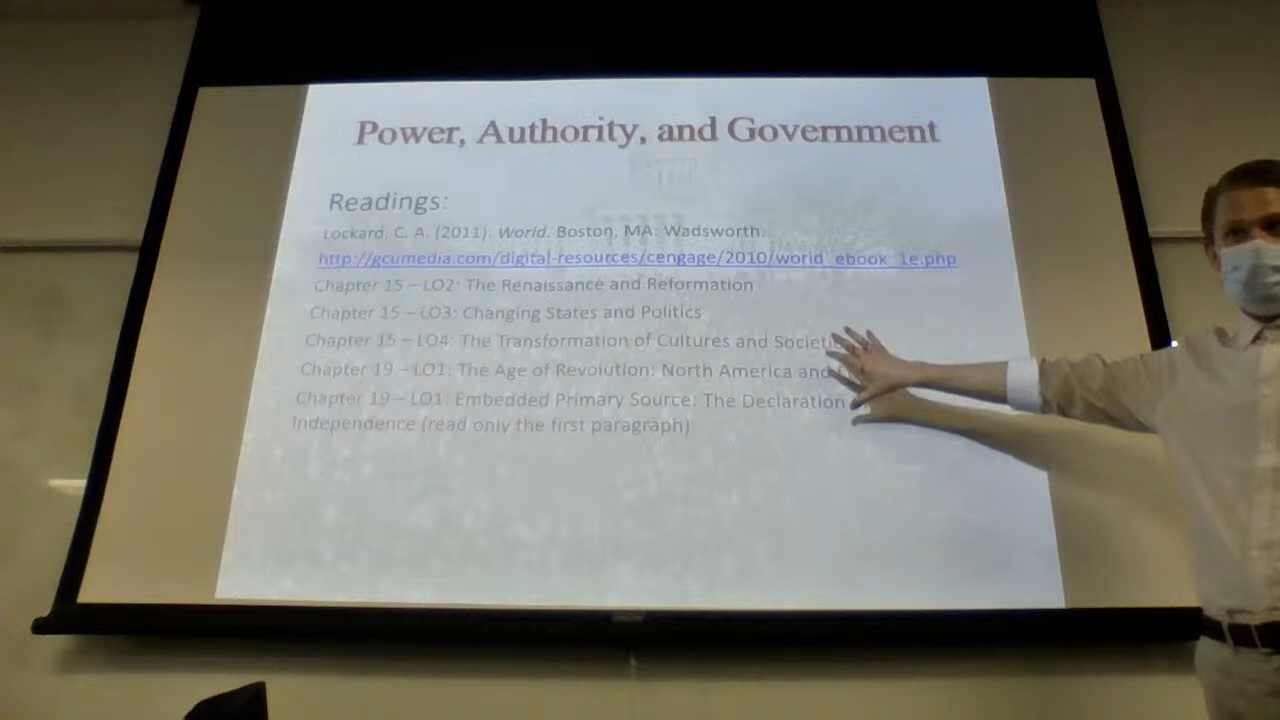 Power, Authority, and Government
Readings:
Lockard, C. A. (2011). World. Boston, MA: Wadsworth.
http://gcumedia.com/digital-resources/cengage/2010/world_ebook_1e.php
Chapter 15 – LO2: The Renaissance and Reformation
Chapter 15 – LO3: Changing States and Politics
Chapter 15 – LO4: The Transformation of Cultures and
Chapter 19 – LO1: The Age of Revolution: North America and
Chapter 19 – LO1: Embedded Primary Source: The Declaration
Independence (read only the first paragraph)